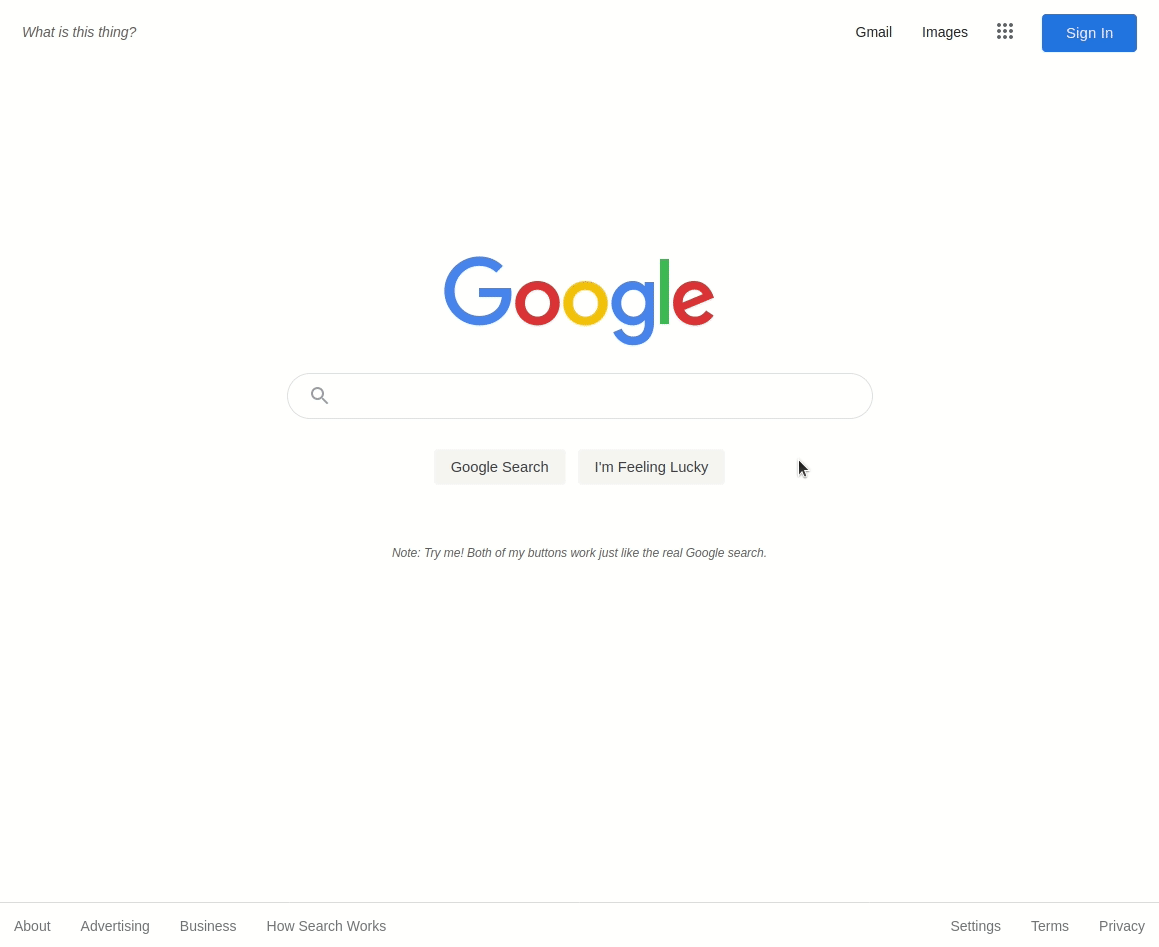 What is this thing?
Gmail Images Sign In
Google
Google Search I'm Feeling Lucky
Note: Try me! Both of my buttons work just like the real Google search.
About Advertising Business How Search Works Settings Terms Privacy